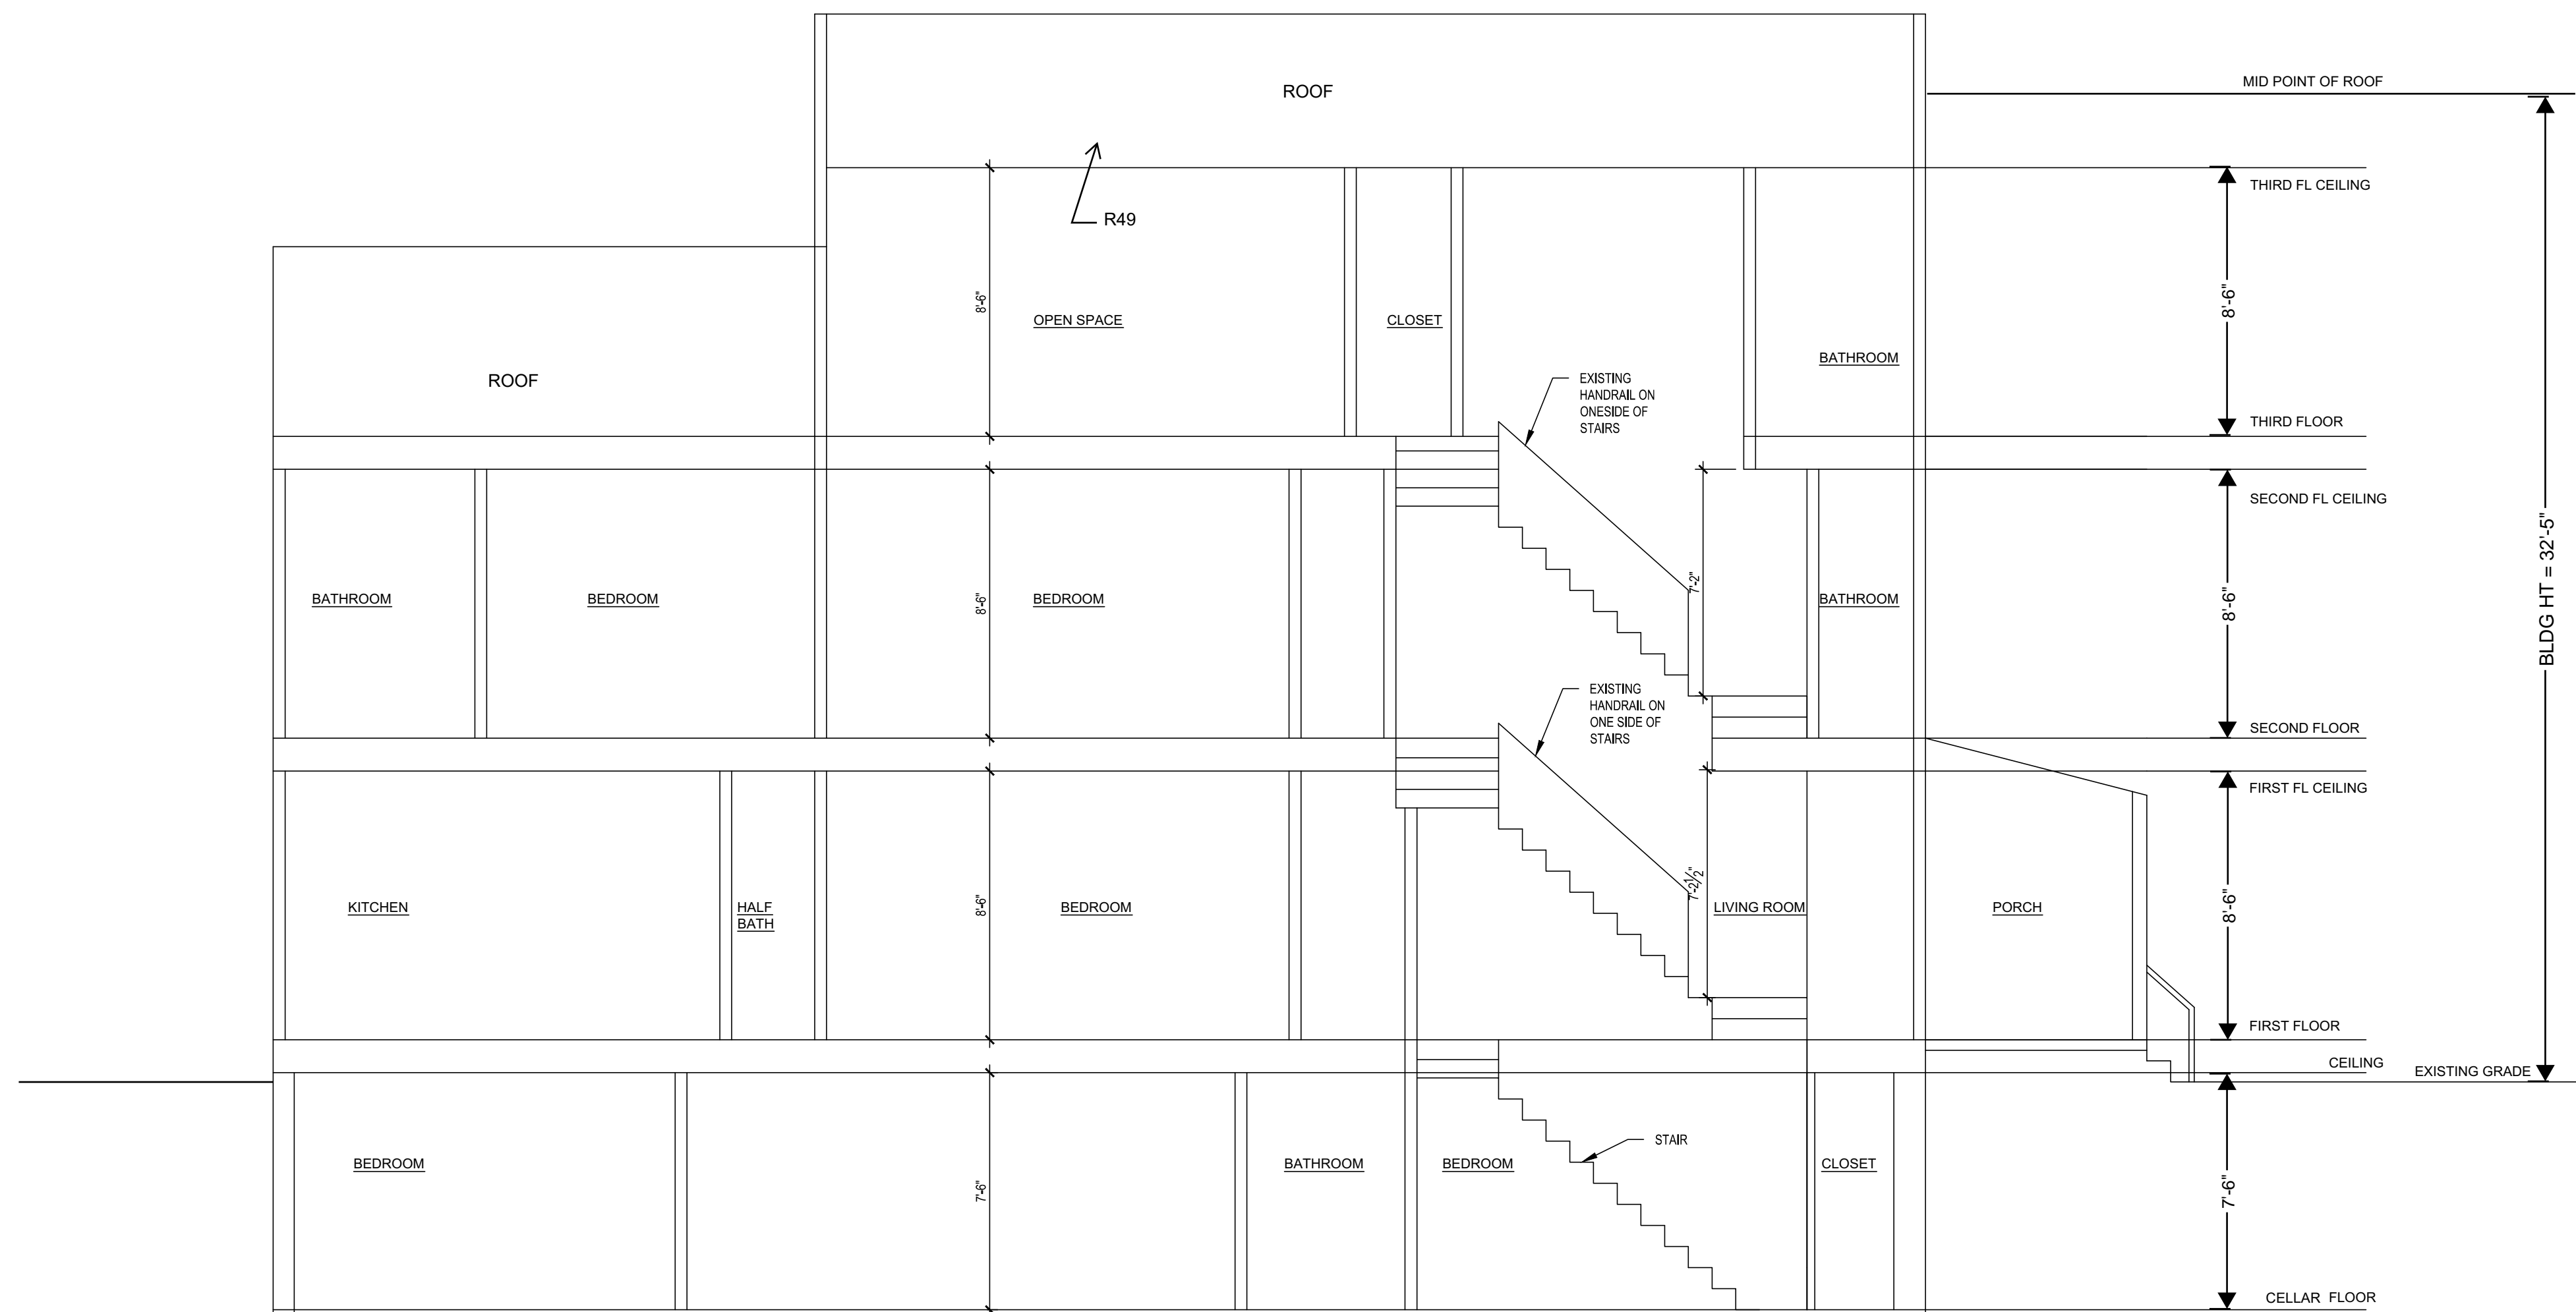 ROOF
MID POINT OF ROOF
THIRD FL CEILING
R49
8'-6"
OPEN SPACE
CLOSET
8'-6"
BATHROOM
ROOF
EXISTING
HANDRAIL ON
ONESIDE OF
STAIRS
THIRD FLOOR
SECOND FL CEILING
BLDG HT = 32'-5"
BATHROOM
BEDROOM
8'-6"
BEDROOM
7'-2"
BATHROOM
8'-6"
EXISTING
HANDRAIL ON
ONE SIDE OF
STAIRS
SECOND FLOOR
FIRST FL CEILING
KITCHEN
HALF
BATH
8'-6"
BEDROOM
7'-2½"
LIVING ROOM
PORCH
8'-6"
FIRST FLOOR
CEILING
EXISTING GRADE
STAIR
BEDROOM
7'-6"
BATHROOM
BEDROOM
CLOSET
7'-6"
CELLAR FLOOR